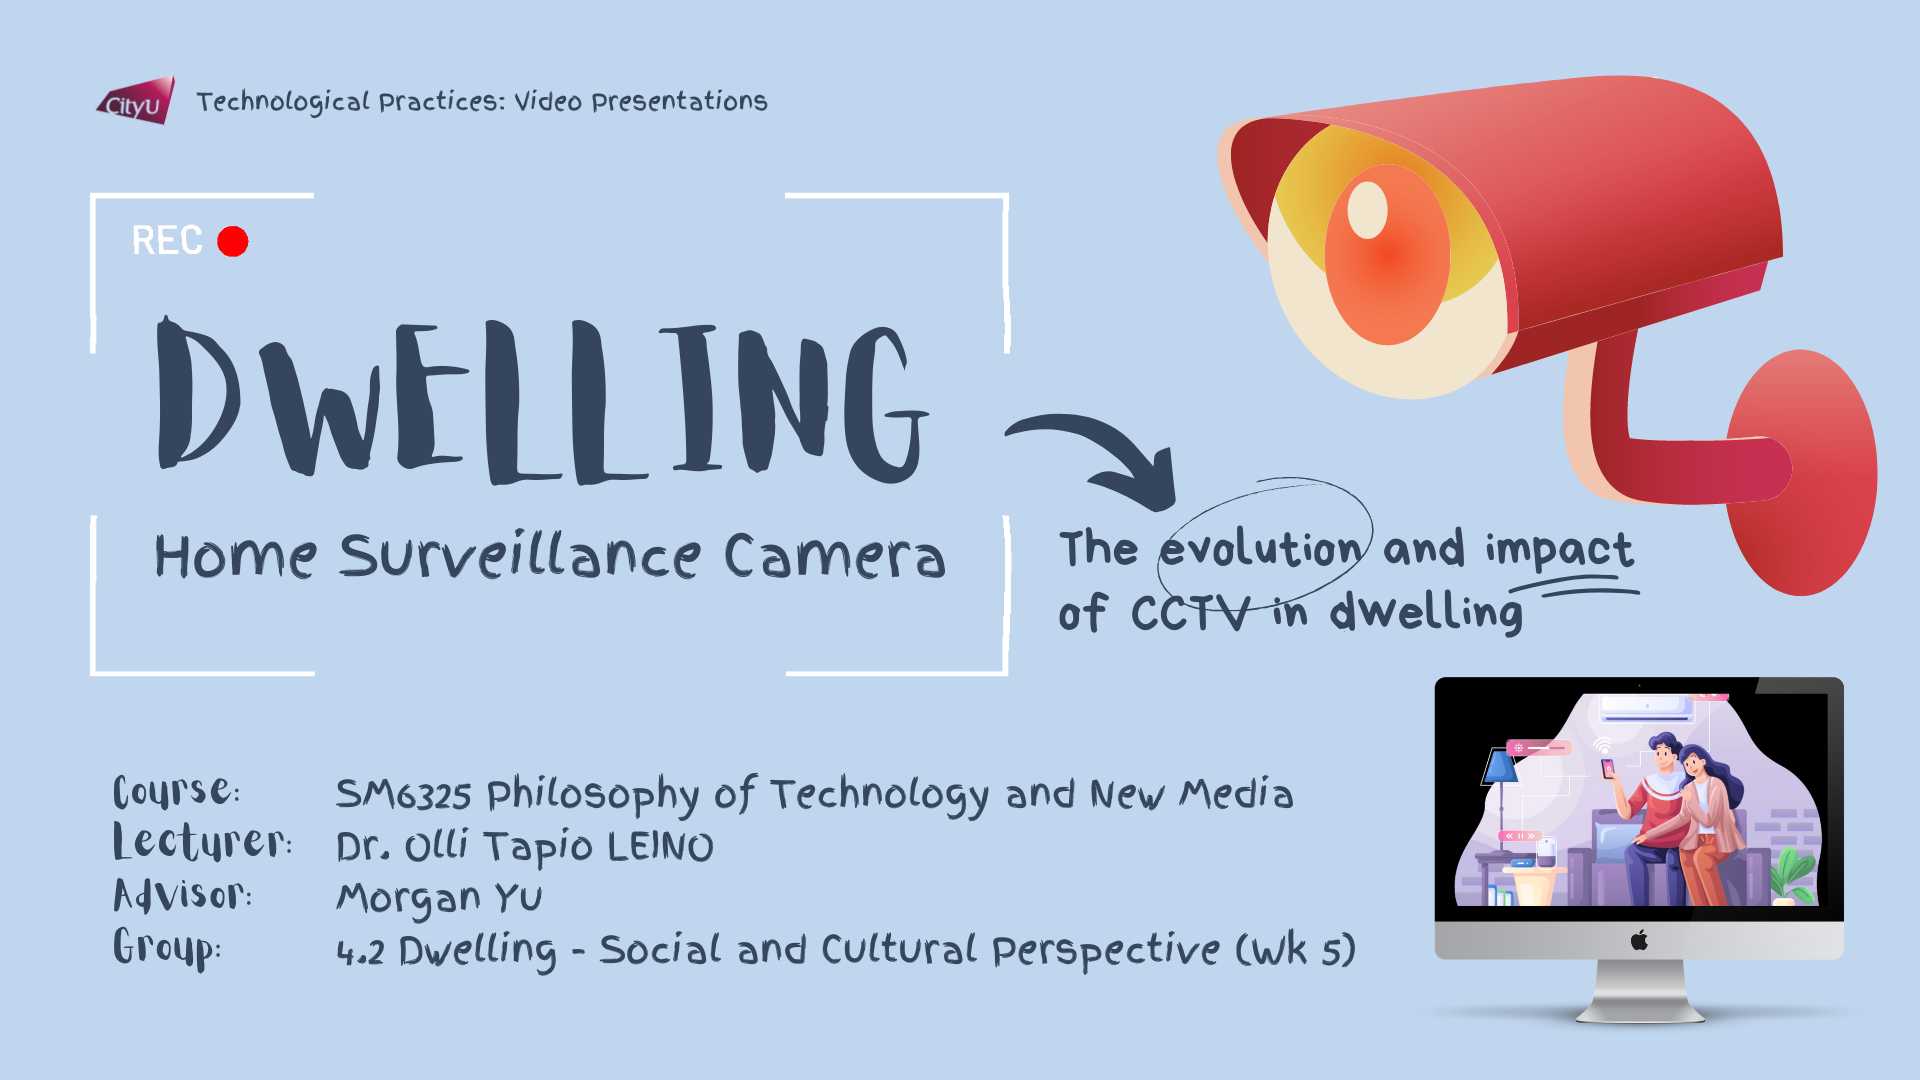 CityU
Technological Practices: Video Presentations
REC
DWELLING
Home Surveillance Camera
The evolution and impact
of CCTV in dwelling
Course: SM6325 Philosophy of Technology and New Media
Lecturer: Dr. Olli Tapio LEINO
Advisor: Morgan Yu
Group: 4.2 Dwelling - Social and Cultural Perspective (Wk 5)